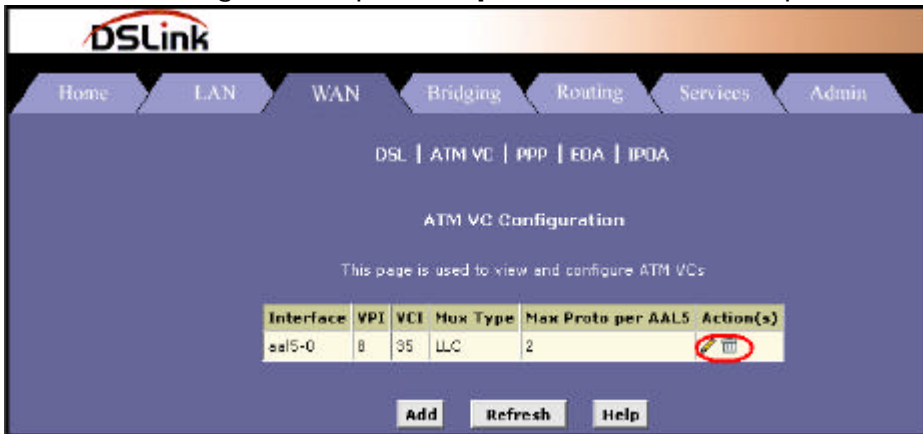 DSLink
Home LAN WAN Bridging Routing Services Admin
DSL | ATM VC | PPP | EOA | IPOA
ATM VC Configuration
This page is used to view and configure ATM VCs
Interface VPI VCI Mux Type Max Proto per AAL5 Action(s)
aal5-0 8 35 LLC 2
Add Refresh Help